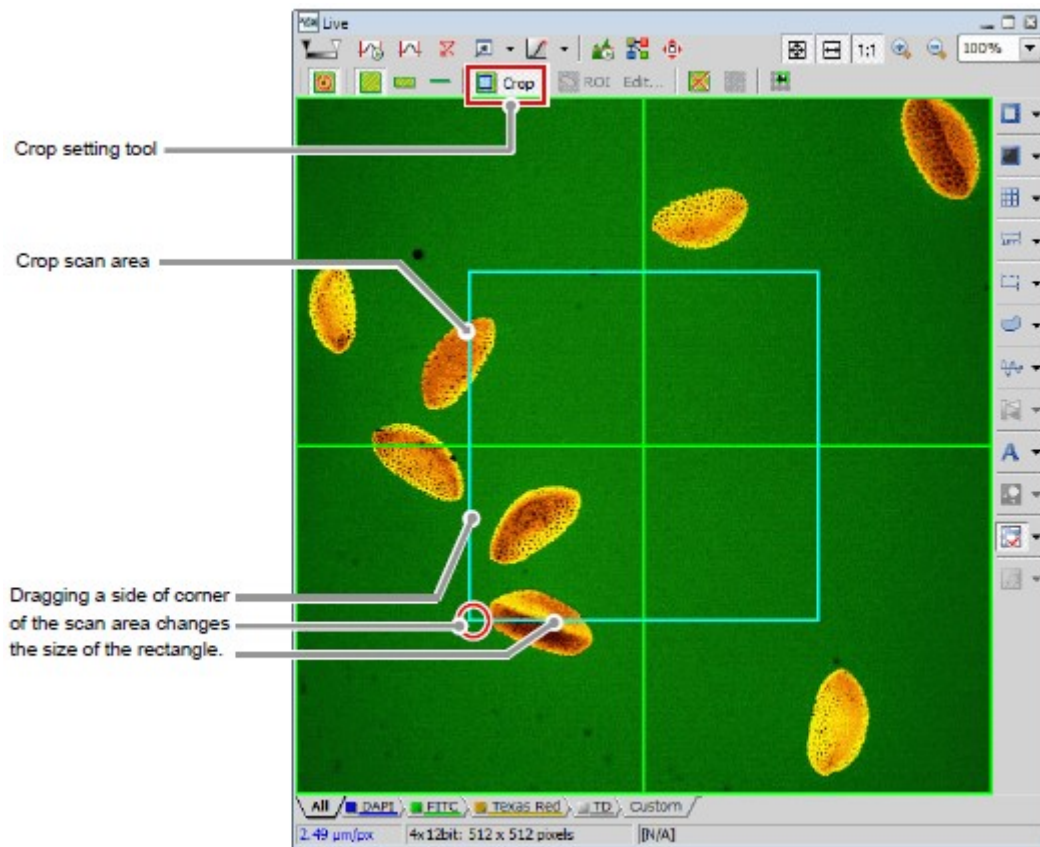 Live
1:1
100%
Crop
ROI
Edit...
Crop setting tool
Crop scan area
Dragging a side of corner
of the scan area changes
the size of the rectangle.
A
All
DAPI
FITC
Texas Red
TD
Custom
2.49 µm/px
4x12bit: 512 x 512 pixels
[N/A]